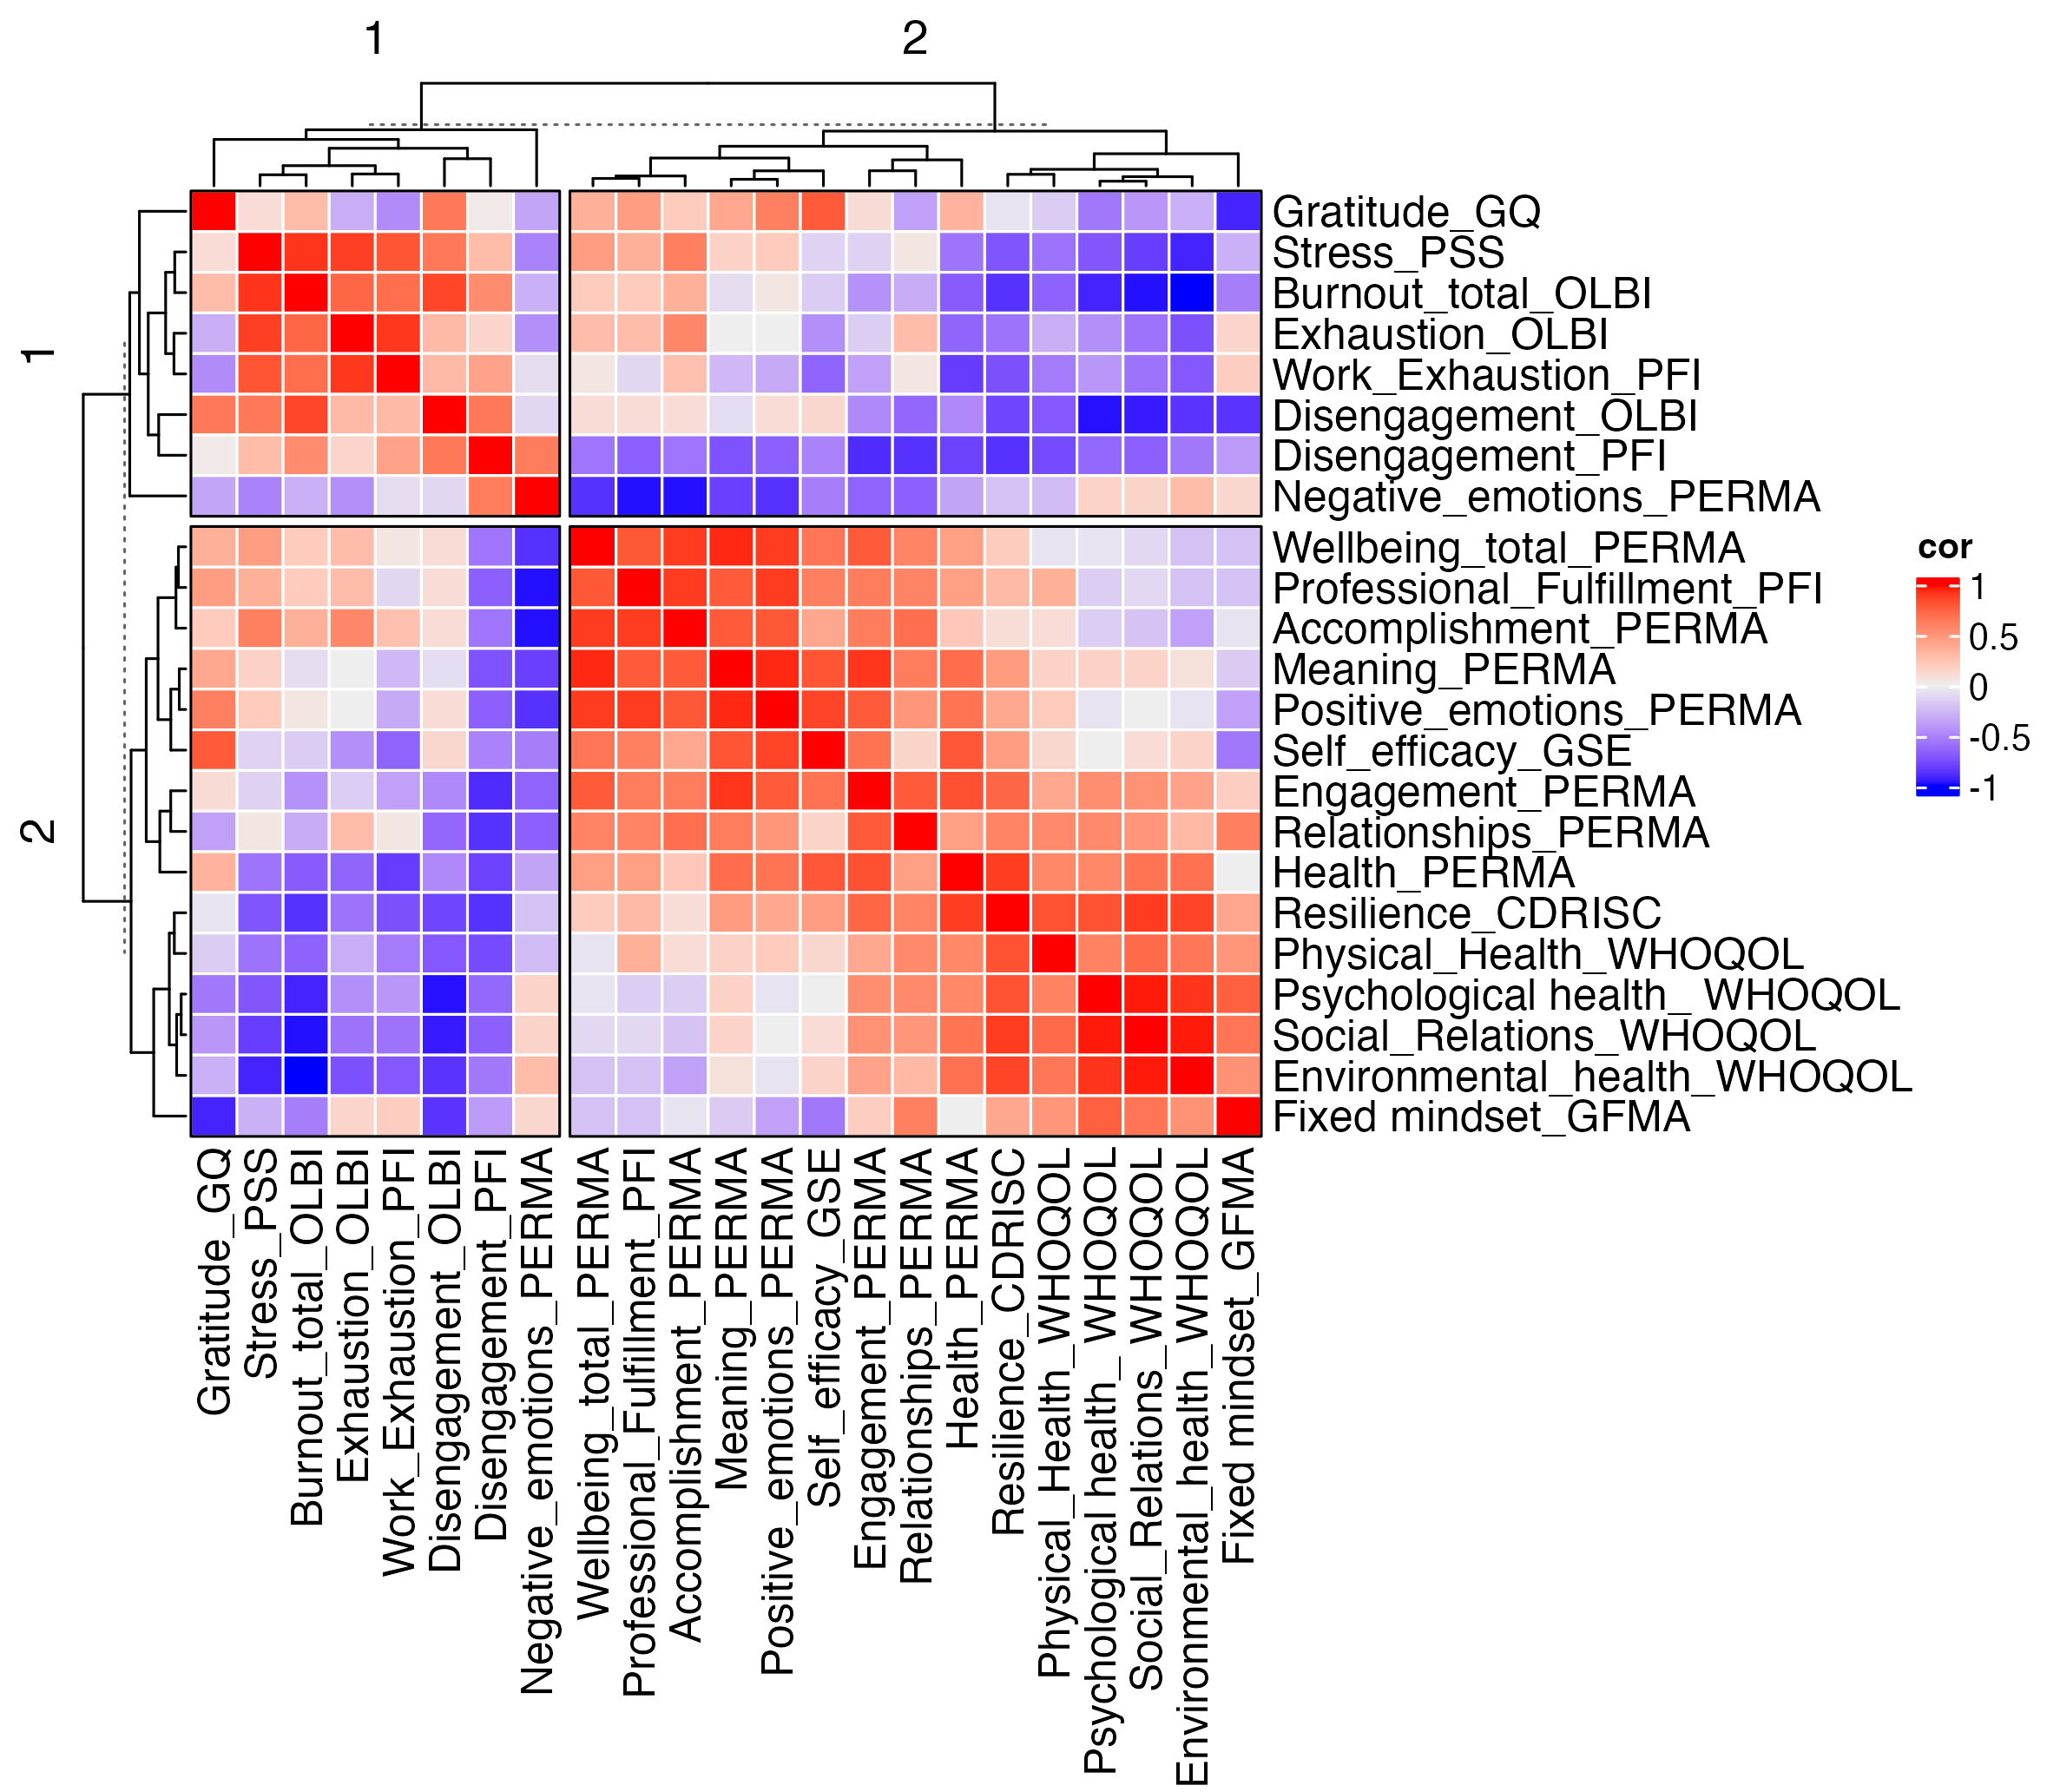 1
2
1
2
Gratitude_GQ
Stress_PSS
Burnout_total_OLBI
Exhaustion_OLBI
Work_Exhaustion_PFI
Disengagement_OLBI
Disengagement_PFI
Negative_emotions_PERMA
Wellbeing_total_PERMA
Professional_Fulfillment_PFI
Accomplishment_PERMA
Meaning_PERMA
Positive_emotions_PERMA
Self_efficacy_GSE
Engagement_PERMA
Relationships_PERMA
Health_PERMA
Resilience_CDRISC
Physical_Health_WHOQOL
Psychological health_ WHOQOL
Social_Relations_WHOQOL
Environmental_health_WHOQOL
Fixed mindset_GFMA
cor
1
0.5
0
-0.5
-1
Gratitude_GQ
Stress_PSS
Burnout_total_OLBI
Exhaustion_OLBI
Work_Exhaustion_PFI
Disengagement_OLBI
Disengagement_PFI
Negative_emotions_PERMA
Wellbeing_total_PERMA
Professional_Fulfillment_PFI
Accomplishment_PERMA
Meaning_PERMA
Positive_emotions_PERMA
Self_efficacy_GSE
Engagement_PERMA
Relationships_PERMA
Health_PERMA
Resilience_CDRISC
Physical_Health_WHOQOL
Psychological health_ WHOQOL
Social_Relations_WHOQOL
Environmental_health_WHOQOL
Fixed mindset_GFMA